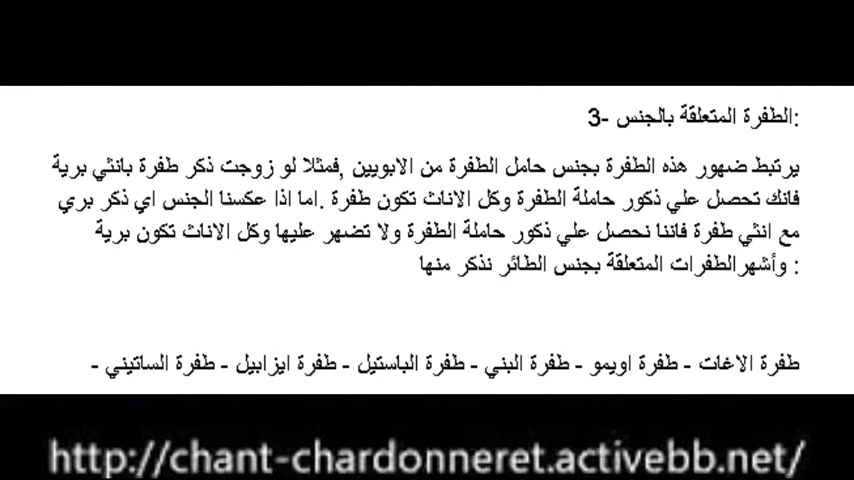 3- الطفرة المتعلقة بالجنس:
يرتبط ضهور هذه الطفرة بجنس حامل الطفرة من الابويين ,فمثلا لو زوجت ذكر طفرة بانثي برية
فانك تحصل علي ذكور حاملة الطفرة وكل الاناث تكون طفرة .اما اذا عكسنا الجنس اي ذكر بري
مع انثي طفرة فاننا نحصل علي ذكور حاملة الطفرة ولا تضهر عليها وكل الاناث تكون برية
وأشهرالطفرات المتعلقة بجنس الطائر نذكر منها :
طفرة الاغات - طفرة اويمو - طفرة البني - طفرة الباستيل - طفرة ايزابيل - طفرة الساتيني -
http://chant-chardonneret.activebb.net/